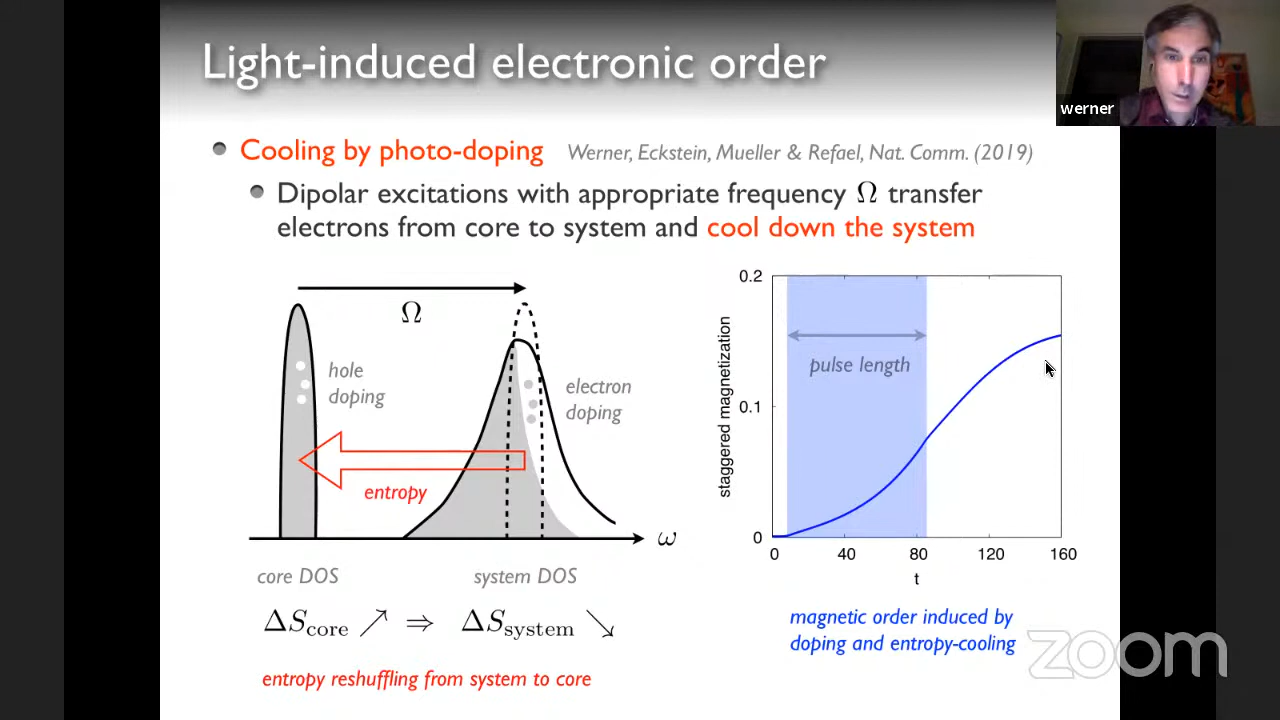 Light-induced electronic order
werner
Cooling by photo-doping Werner, Eckstein, Mueller & Refael, Nat. Comm. (2019)
Dipolar excitations with appropriate frequency Ω transfer
electrons from core to system and cool down the system
Ω
hole
doping
electron
doping
entropy
ω
core DOS
system DOS
ΔS_core ↗ ⇒ ΔS_system ↘
entropy reshuffling from system to core
0.2
0.1
0
staggered magnetization
pulse length
0 40 80 120 160
t
magnetic order induced by
doping and entropy-cooling
zoom